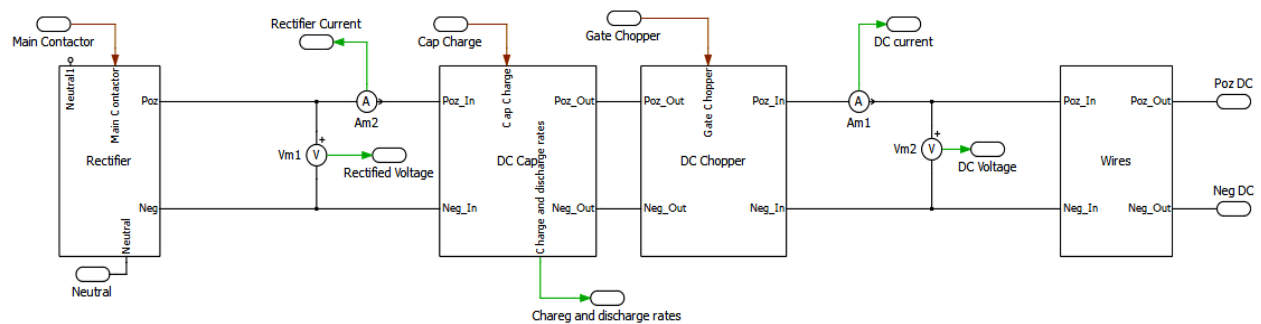 Rectifier Current
Main Contactor
Cap Charge
Gate Chopper
DC current
Neutral1
Main Contactor
Poz
A
Am2
Poz_In
Cap Charge
Poz_Out
Poz_Out
Gate Chopper
Poz_In
A
Am1
Poz_In
Poz_Out
Poz DC
Rectifier
Vm1
V
+
Rectified Voltage
DC Cap
DC Chopper
Vm2
V
+
DC Voltage
Wires
Neg
Neg_In
Charge and discharge rates
Neg_Out
Neg_Out
Neg_In
Neg_In
Neg_Out
Neg DC
Neutral
Neutral
Chareg and discharge rates